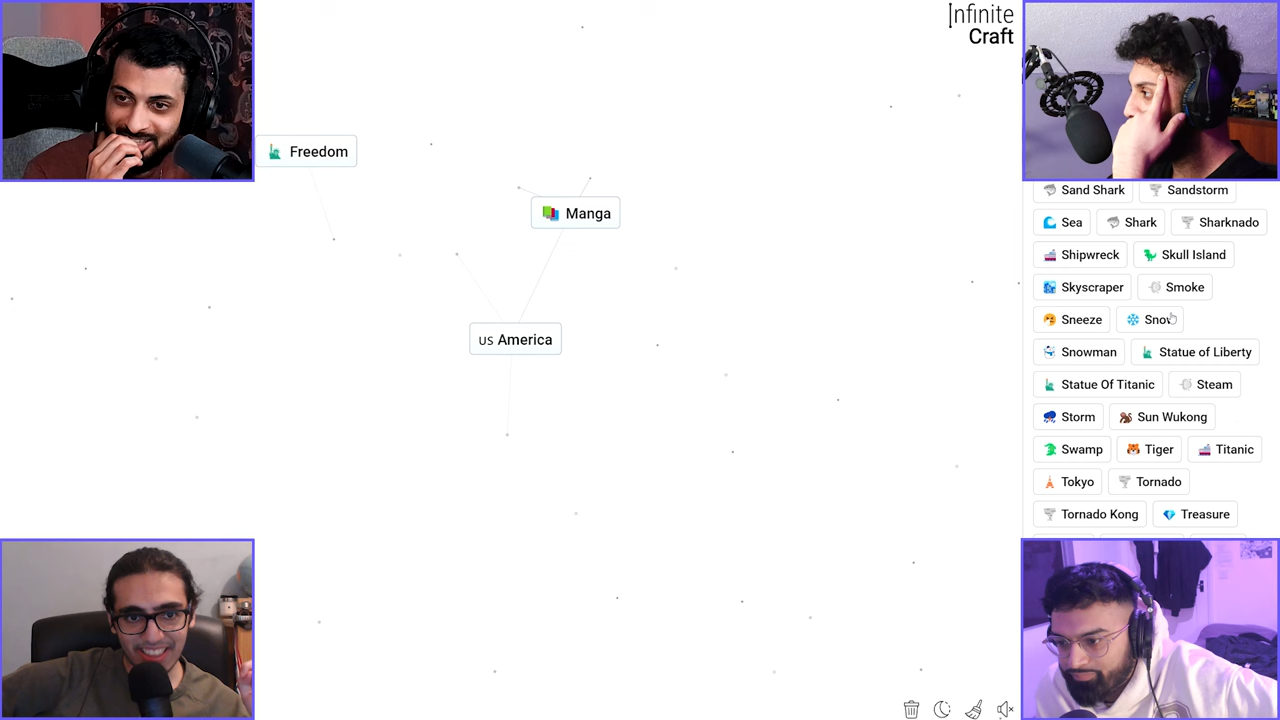 Infinite
Craft
Freedom
Manga
US America
Sand Shark Sandstorm
Sea Shark Sharknado
Shipwreck Skull Island
Skyscraper Smoke
Sneeze Snow
Snowman Statue of Liberty
Statue Of Titanic Steam
Storm Sun Wukong
Swamp Tiger Titanic
Tokyo Tornado
Tornado Kong Treasure